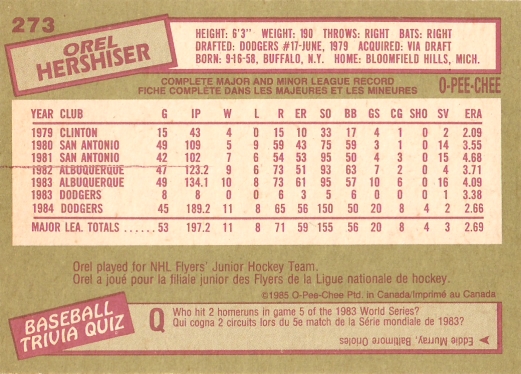 273
OREL HERSHISER
HEIGHT: 6'3" WEIGHT: 190 THROWS: RIGHT BATS: RIGHT
DRAFTED: DODGERS #17-JUNE, 1979 ACQUIRED: VIA DRAFT
BORN: 9-16-58, BUFFALO, N.Y. HOME: BLOOMFIELD HILLS, MICH.
COMPLETE MAJOR AND MINOR LEAGUE RECORD
FICHE COMPLÈTE DANS LES MAJEURES ET LES MINEURES
O-PEE-CHEE
YEAR CLUB G IP W L R ER SO BB GS CG SHO SV ERA
1979 CLINTON 15 43 4 0 15 10 33 17 4 1 0 2 2.09
1980 SAN ANTONIO 49 109 5 9 59 43 75 59 3 1 0 14 3.55
1981 SAN ANTONIO 42 102 7 6 54 53 95 50 4 3 0 15 4.68
1982 ALBUQUERQUE 47 123.2 9 6 73 51 93 63 7 2 0 4 3.71
1983 ALBUQUERQUE 49 134.1 10 8 73 61 95 57 10 6 0 16 4.09
1983 DODGERS 8 8 0 0 6 3 5 6 0 0 0 1 3.38
1984 DODGERS 45 189.2 11 8 65 56 150 50 20 8 4 2 2.66
MAJOR LEA. TOTALS ...... 53 197.2 11 8 71 59 155 56 20 8 4 3 2.69
Orel played for NHL Flyers' Junior Hockey Team.
Orel a joué pour la filiale junior des Flyers de la Ligue nationale de hockey.
©1985 O-Pee-Chee Ptd. in Canada/Imprimé au Canada
BASEBALL TRIVIA QUIZ
Q
Who hit 2 homeruns in game 5 of the 1983 World Series?
Qui cogna 2 circuits lors du 5e match de la Série mondiale de 1983?
A Eddie Murray, Baltimore Orioles